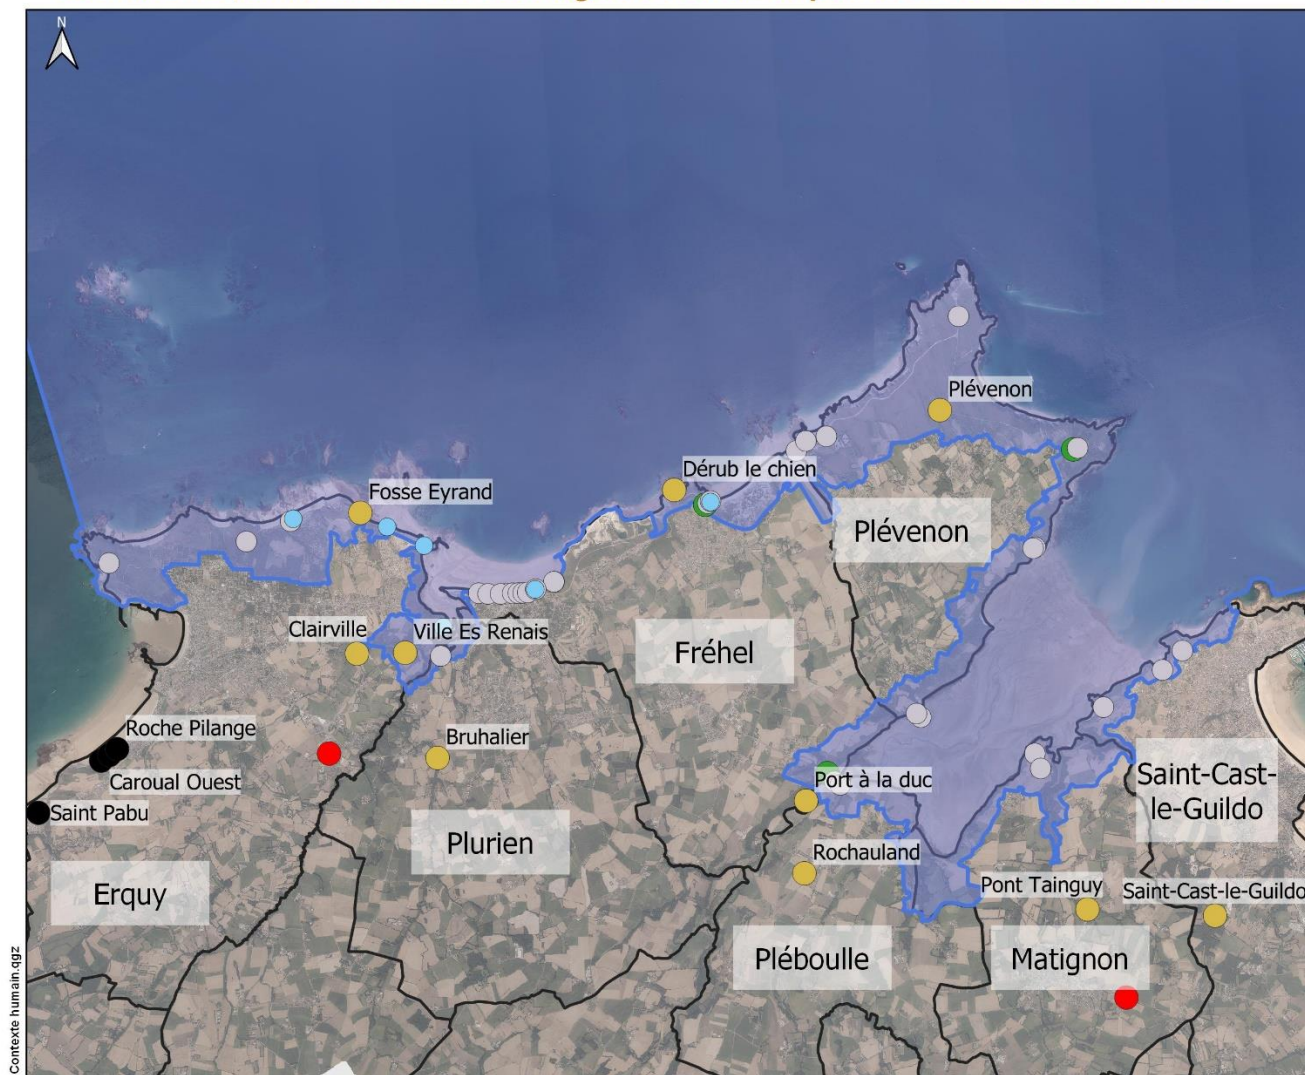 N
Plévenon
Dérub le chien
Fosse Eyrand
Plévenon
Clairville
Ville Es Renais
Fréhel
Roche Pilange
Bruhalier
Caroual Ouest
Port à la duc
Saint-Cast-
le-Guildo
Saint Pabu
Plurien
Rochauland
Erquy
Pont Tainguy
Saint-Cast-le-Guildo
Pléboulle
Matignon
Contexte humain.qgz